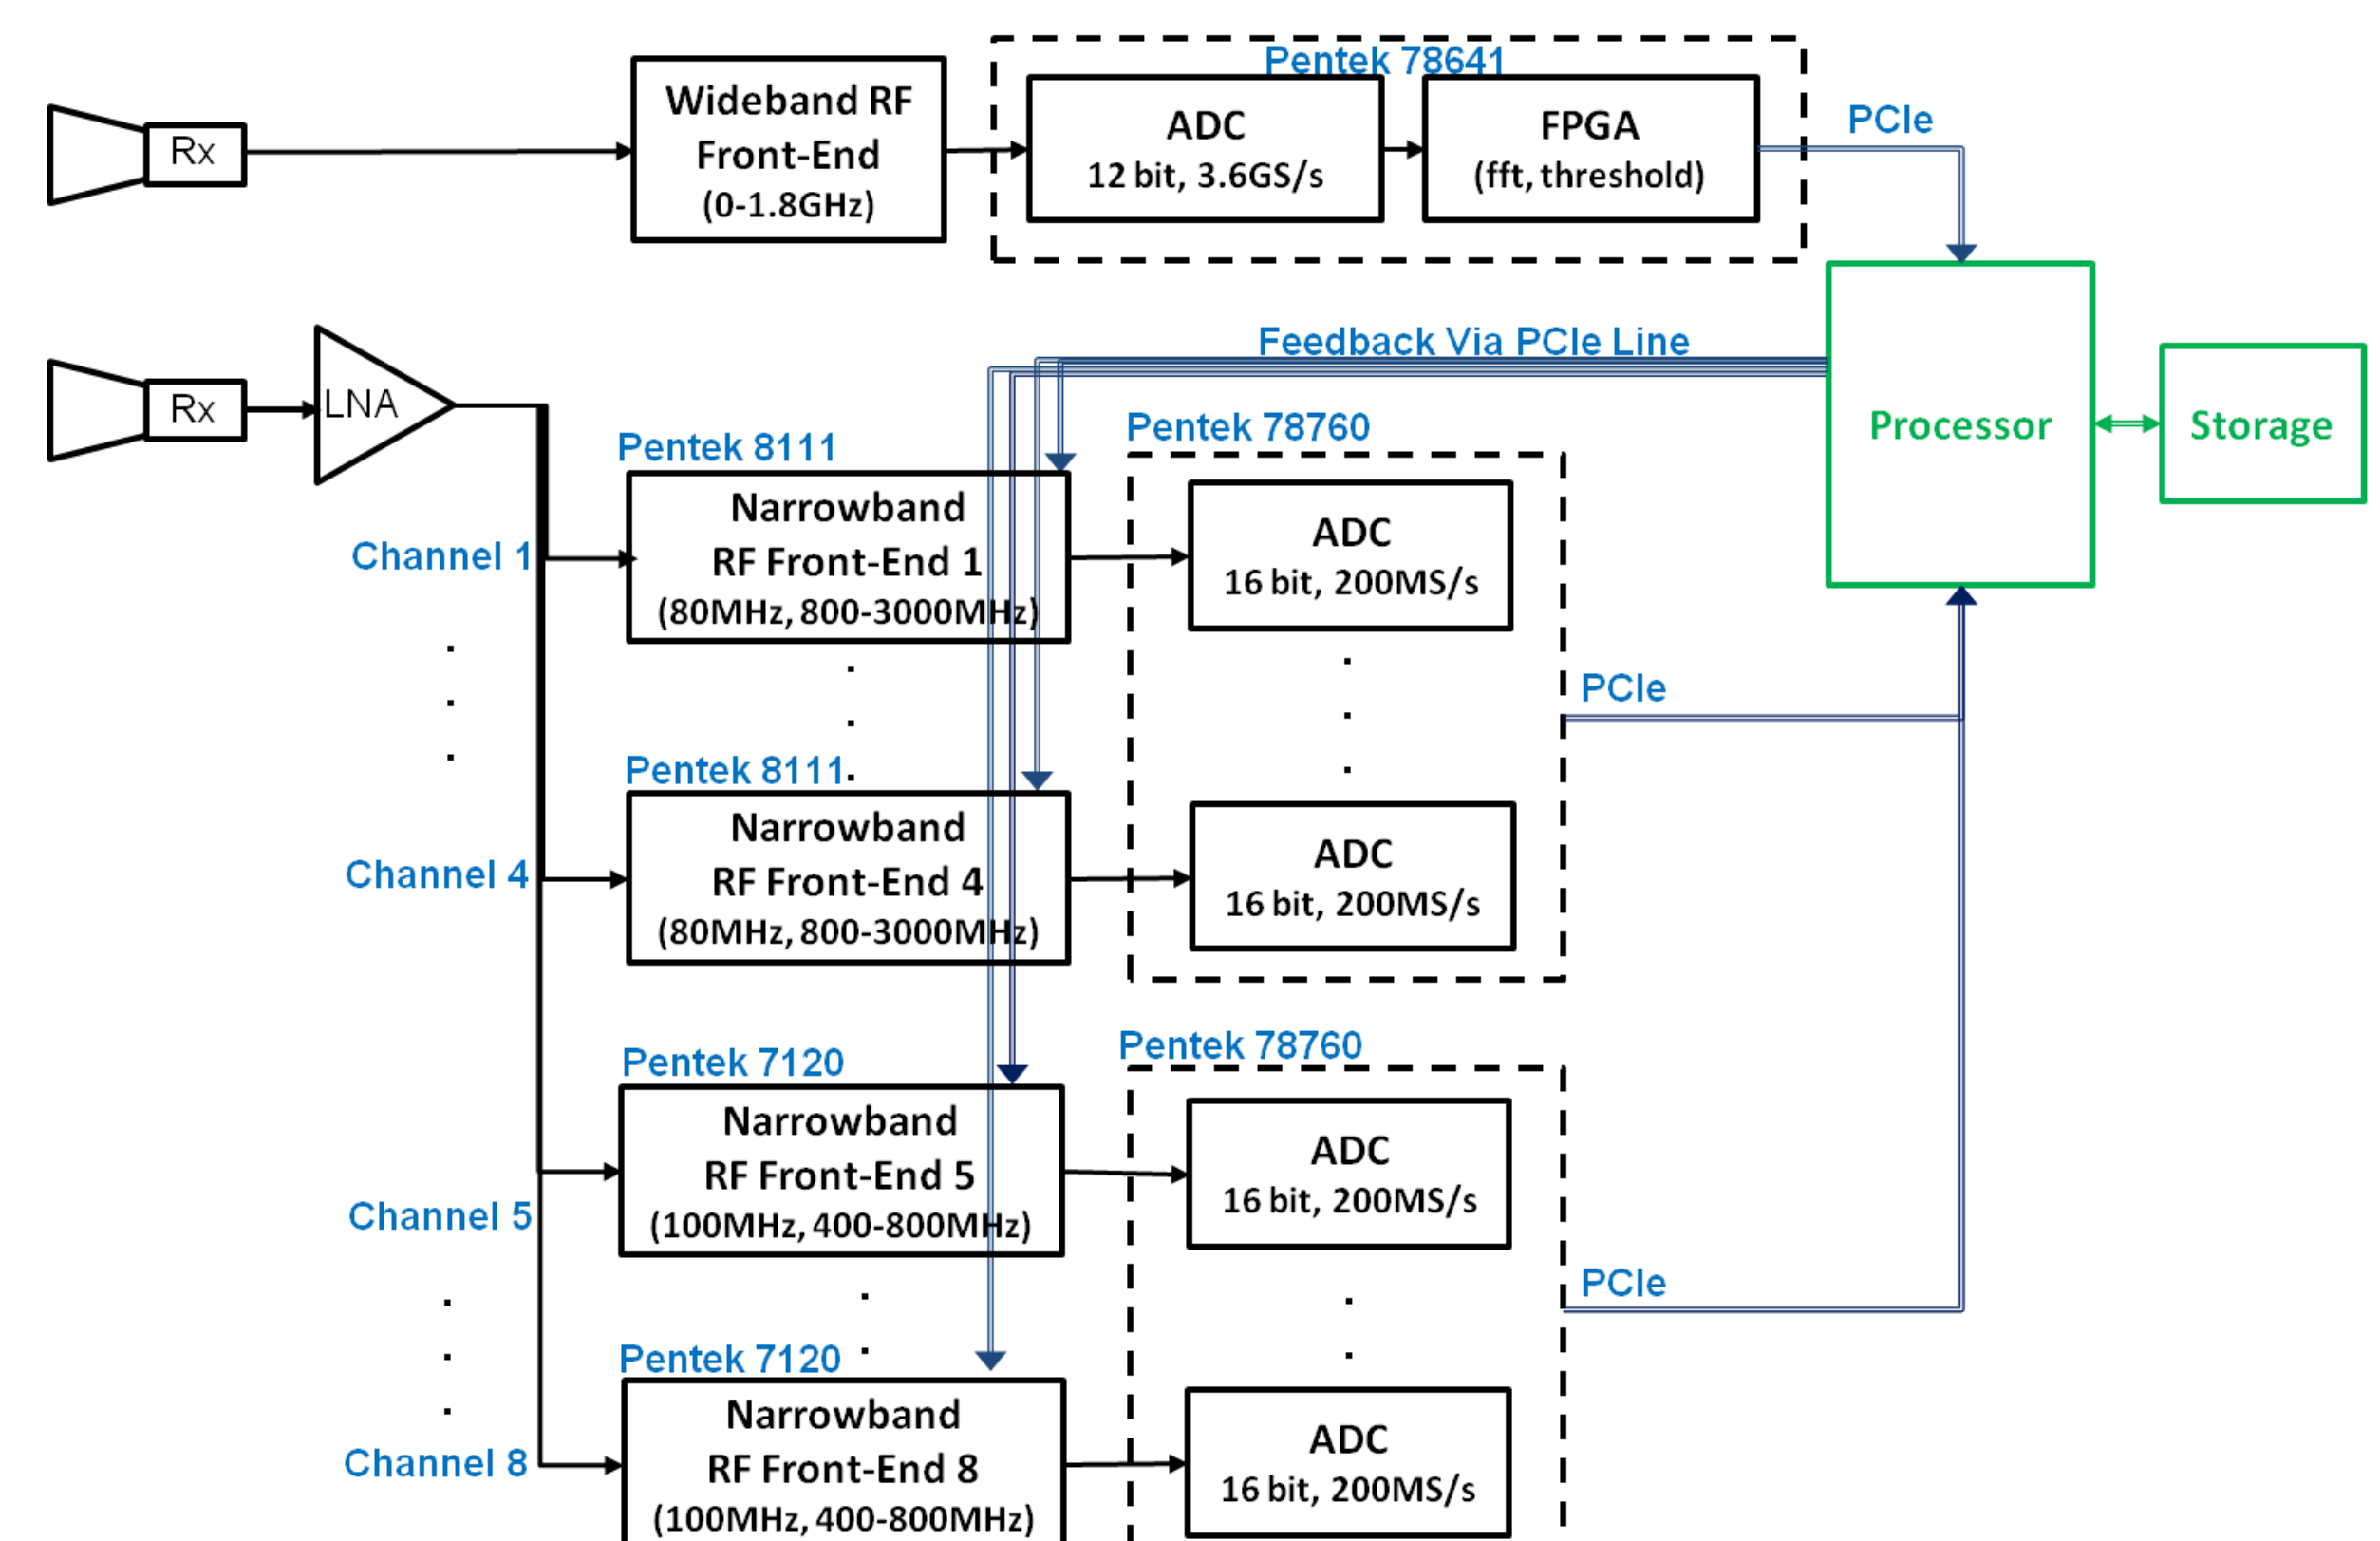 Pentek 78641
Rx
Wideband RF
Front-End
(0-1.8GHz)
ADC
12 bit, 3.6GS/s
FPGA
(fft, threshold)
PCIe
Feedback Via PCIe Line
Rx
LNA
Processor
Storage
Pentek 8111
Pentek 78760
Channel 1
Narrowband
RF Front-End 1
(80MHz, 800-3000MHz)
ADC
16 bit, 200MS/s
PCIe
Pentek 8111
Channel 4
Narrowband
RF Front-End 4
(80MHz, 800-3000MHz)
ADC
16 bit, 200MS/s
Pentek 7120
Pentek 78760
Channel 5
Narrowband
RF Front-End 5
(100MHz, 400-800MHz)
ADC
16 bit, 200MS/s
PCIe
Pentek 7120
Channel 8
Narrowband
RF Front-End 8
(100MHz, 400-800MHz)
ADC
16 bit, 200MS/s